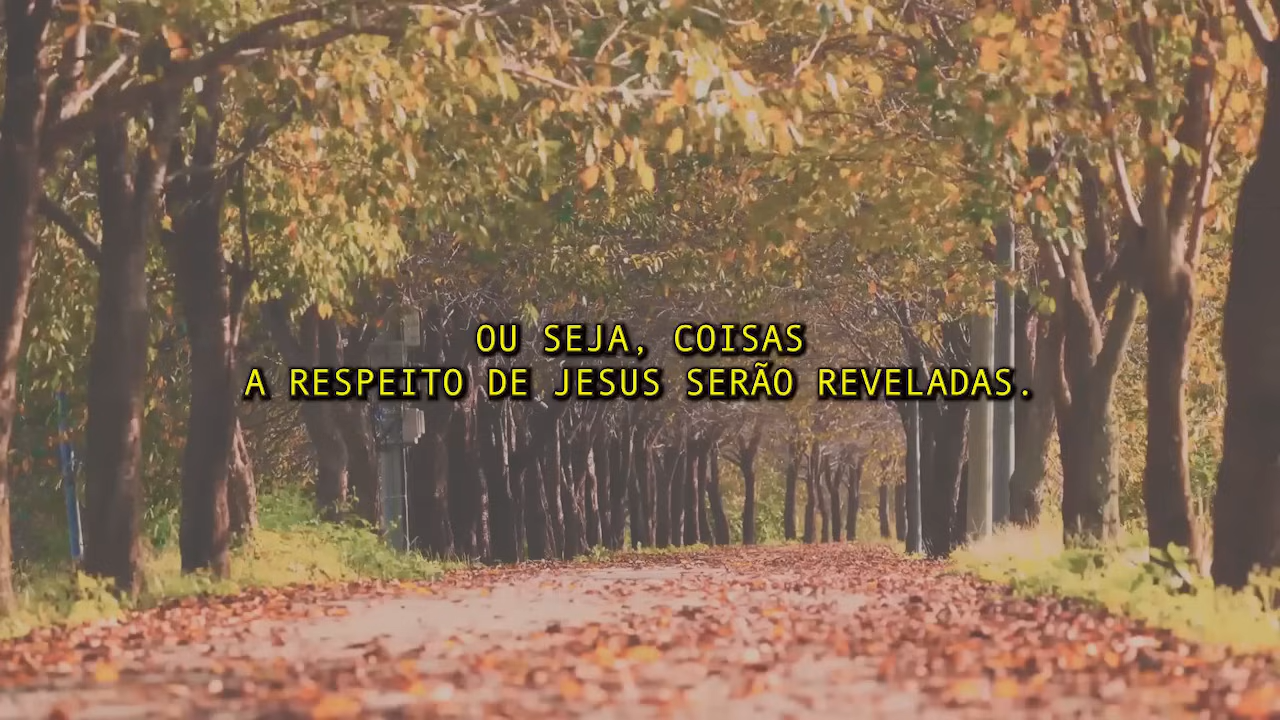 OU SEJA, COISAS
A RESPEITO DE JESUS SERÃO REVELADAS.